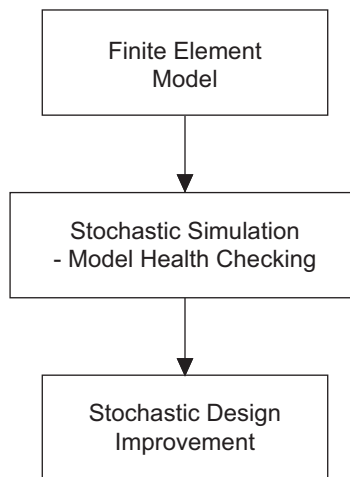 Finite Element
Model
Stochastic Simulation
- Model Health Checking
Stochastic Design
Improvement